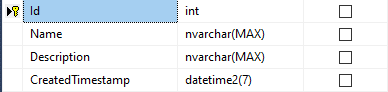 Id int
Name nvarchar(MAX)
Description nvarchar(MAX)
CreatedTimestamp datetime2(7)